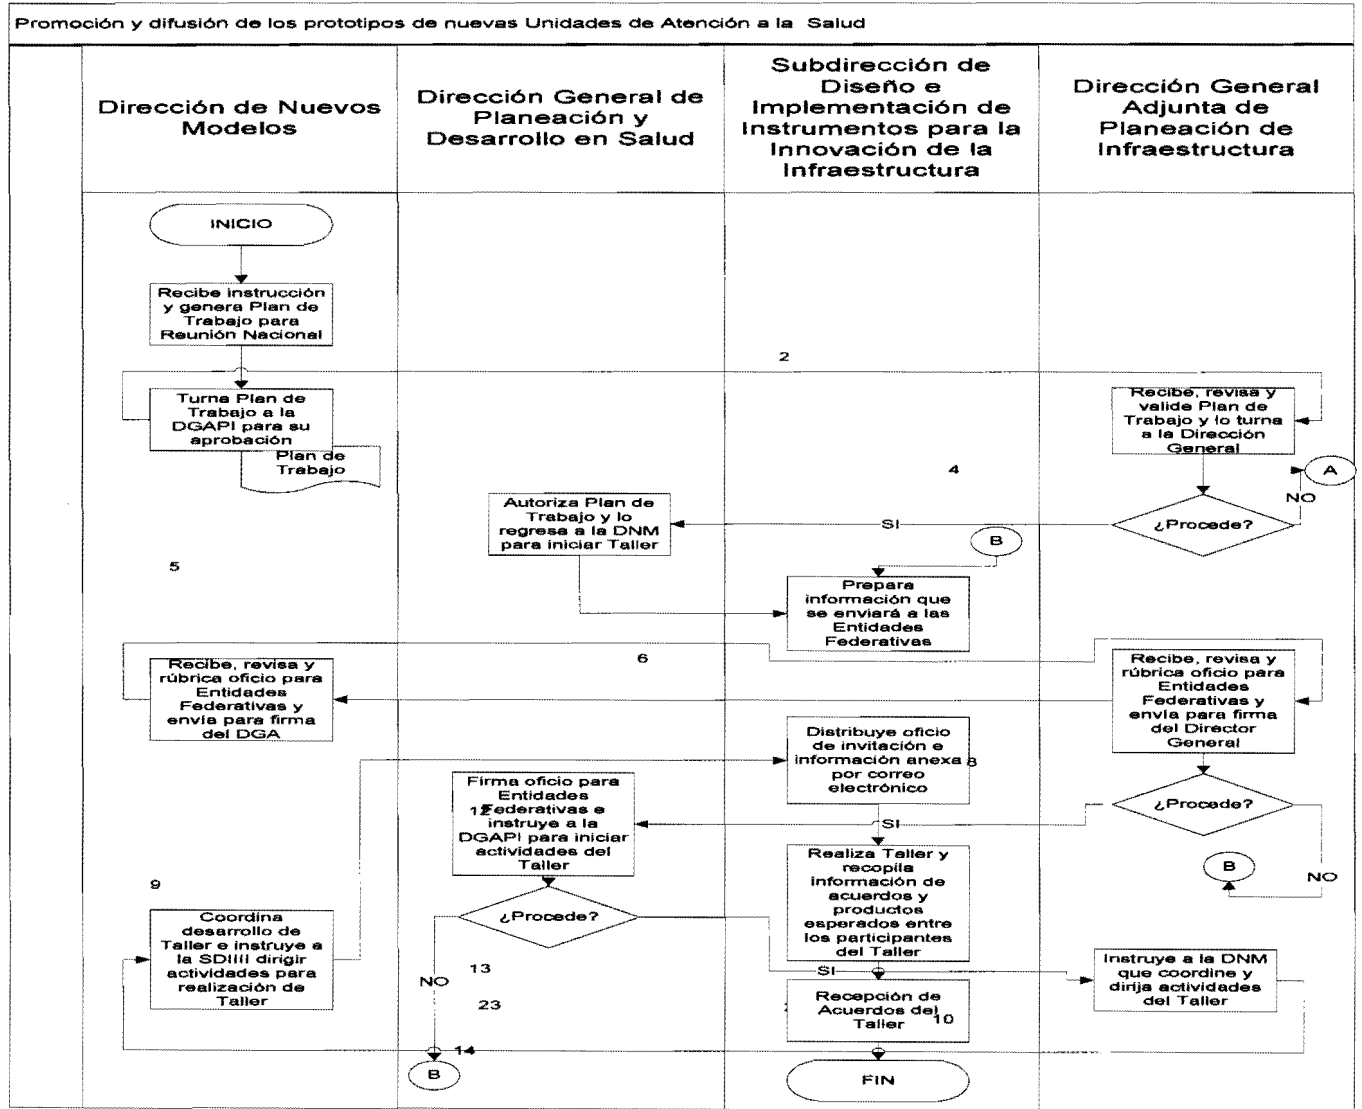 Promoción y difusión de los prototipos de nuevas Unidades de Atención a la Salud
Dirección de Nuevos
Modelos
Dirección General de
Planeación y
Desarrollo en Salud
Subdirección de
Diseño e
Implementación de
Instrumentos para la
Innovación de la
Infraestructura
Dirección General
Adjunta de
Planeación de
Infraestructura
INICIO
Recibe instrucción
y genera Plan de
Trabajo para
Reunión Nacional
2
Turna Plan de
Trabajo a la
DGAPI para su
aprobación
Plan de
Trabajo
Recibe, revisa y
valide Plan de
Trabajo y lo turna
a la Dirección
General
4
A
NO
¿Procede?
SI
Autoriza Plan de
Trabajo y lo
regresa a la DNM
para iniciar Taller
B
5
Prepara
información que
se enviará a las
Entidades
Federativas
6
Recibe, revisa y
rúbrica oficio para
Entidades
Federativas y
envía para firma
del DGA
Recibe, revisa y
rúbrica oficio para
Entidades
Federativas y
envía para firma
del Director
General
Distribuye oficio
de invitación e
información anexa
por correo
electrónico
8
Firma oficio para
Entidades
Federativas e
instruye a la
DGAPI para iniciar
actividades del
Taller
12
¿Procede?
SI
NO
B
Realiza Taller y
recopila
información de
acuerdos y
productos
esperados entre
los participantes
del Taller
9
¿Procede?
Coordina
desarrollo de
Taller e instruye a
la SDIIII dirigir
actividades para
realización de
Taller
NO
13
23
SI
Instruye a la DNM
que coordine y
dirija actividades
del Taller
Recepción de
Acuerdos del
Taller
10
14
B
FIN